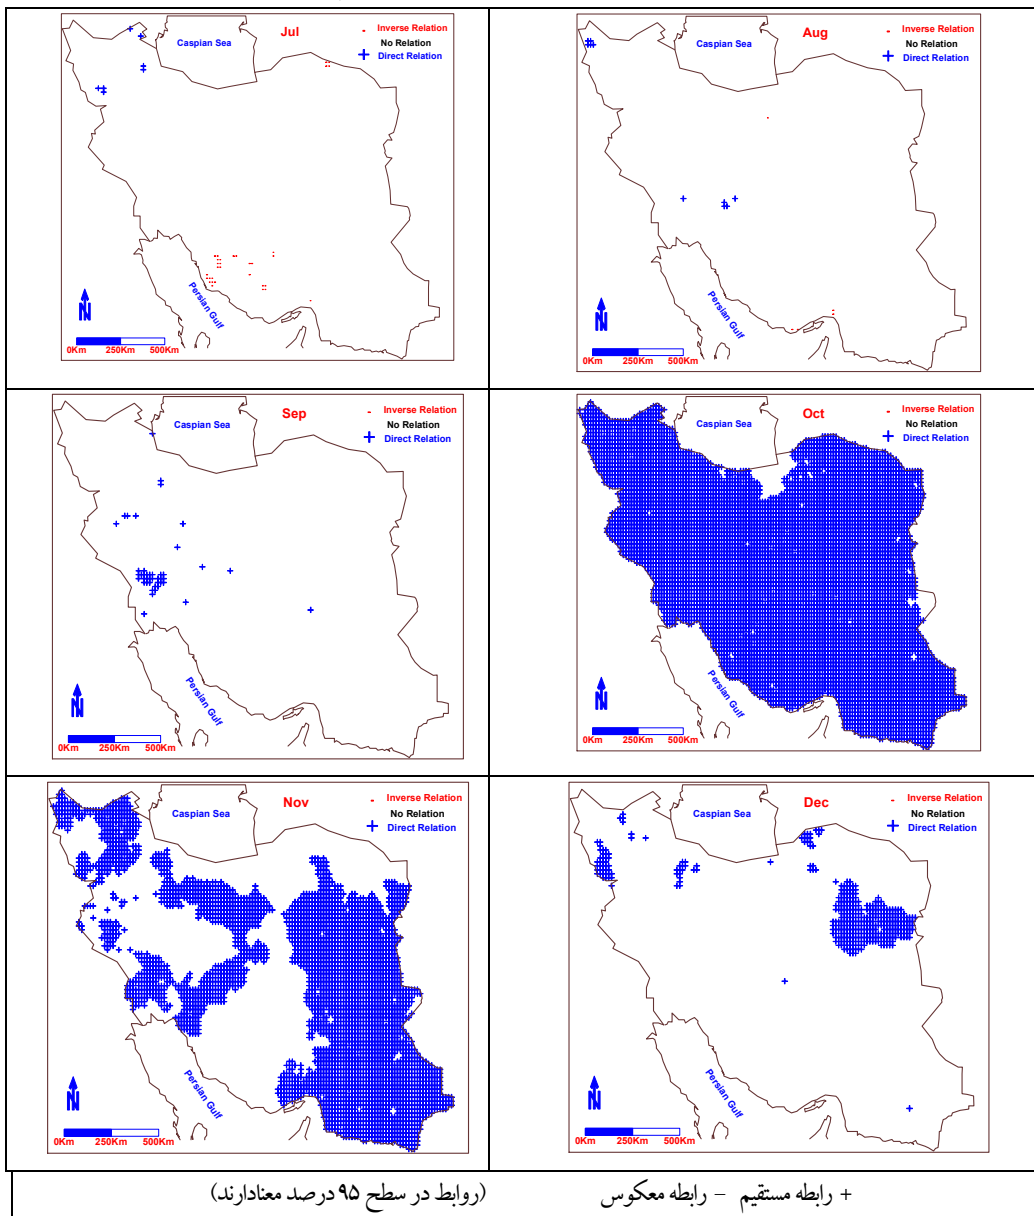 Jul
- Inverse Relation
No Relation
+ Direct Relation
Caspian Sea
Persian Gulf
N
0Km 250Km 500Km
Aug
- Inverse Relation
No Relation
+ Direct Relation
Caspian Sea
Persian Gulf
N
0Km 250Km 500Km
Sep
- Inverse Relation
No Relation
+ Direct Relation
Caspian Sea
Persian Gulf
N
0Km 250Km 500Km
Oct
- Inverse Relation
No Relation
+ Direct Relation
Caspian Sea
Persian Gulf
N
0Km 250Km 500Km
Nov
- Inverse Relation
No Relation
+ Direct Relation
Caspian Sea
Persian Gulf
N
0Km 250Km 500Km
Dec
- Inverse Relation
No Relation
+ Direct Relation
Caspian Sea
Persian Gulf
N
0Km 250Km 500Km
+ رابطه مستقیم - رابطه معکوس (روابط در سطح ۹۵ درصد معنادارند)